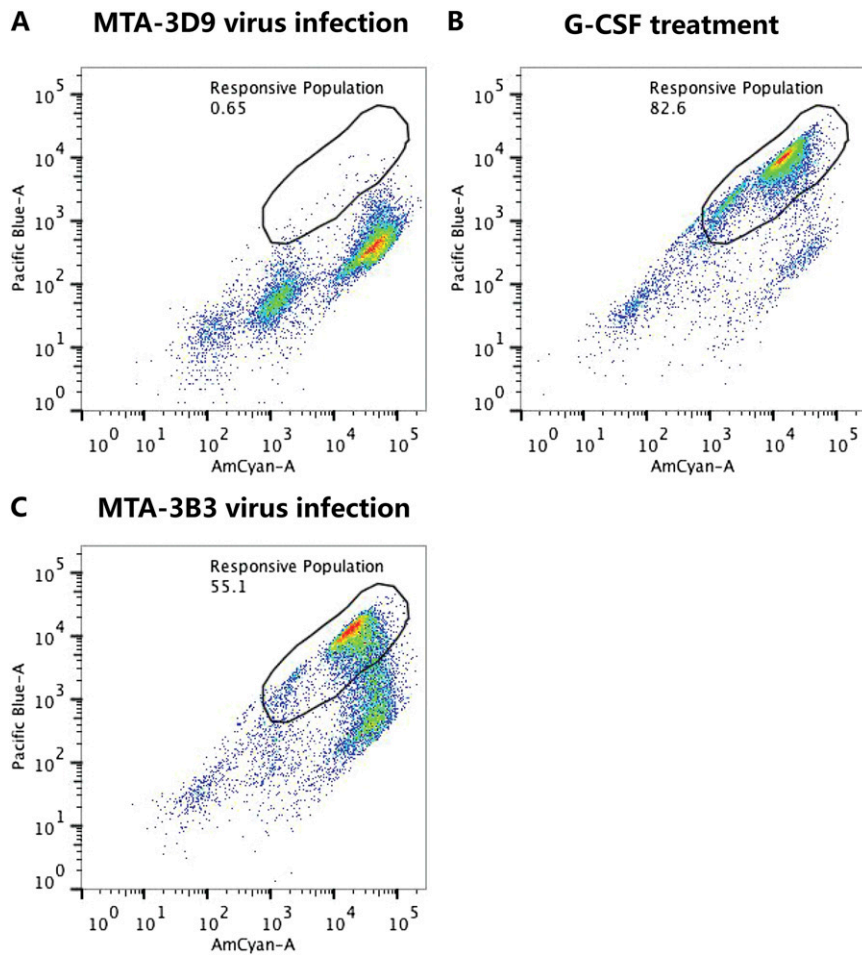 A MTA-3D9 virus infection
Responsive Population
0.65
10^5
10^4
10^3
10^2
10^1
10^0
Pacific Blue-A
10^0 10^1 10^2 10^3 10^4 10^5
AmCyan-A
B G-CSF treatment
Responsive Population
82.6
10^5
10^4
10^3
10^2
10^1
10^0
Pacific Blue-A
10^0 10^1 10^2 10^3 10^4 10^5
AmCyan-A
C MTA-3B3 virus infection
Responsive Population
55.1
10^5
10^4
10^3
10^2
10^1
10^0
Pacific Blue-A
10^0 10^1 10^2 10^3 10^4 10^5
AmCyan-A